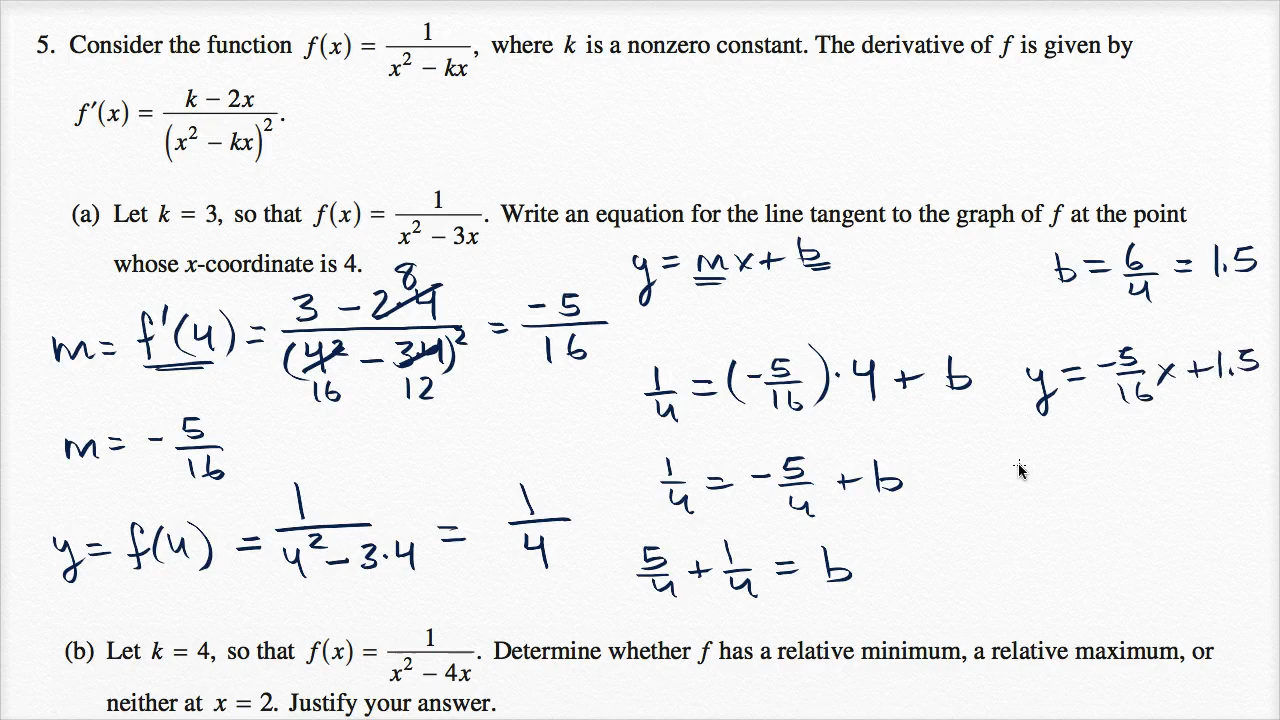 5. Consider the function f(x) = 1/(x² − kx), where k is a nonzero constant. The derivative of f is given by
f′(x) = (k − 2x)/(x² − kx)².
(a) Let k = 3, so that f(x) = 1/(x² − 3x). Write an equation for the line tangent to the graph of f at the point
whose x-coordinate is 4.
y = mx + b
b = 6/4 = 1.5
m = f'(4) = (3 − 2·4)/(4² − 3·4)² = -5/16
8
16 12
1/4 = (-5/16)·4 + b
y = -5/16 x + 1.5
m = -5/16
1/4 = -5/4 + b
y = f(4) = 1/(4² − 3·4) = 1/4
5/4 + 1/4 = b
(b) Let k = 4, so that f(x) = 1/(x² − 4x). Determine whether f has a relative minimum, a relative maximum, or
neither at x = 2. Justify your answer.